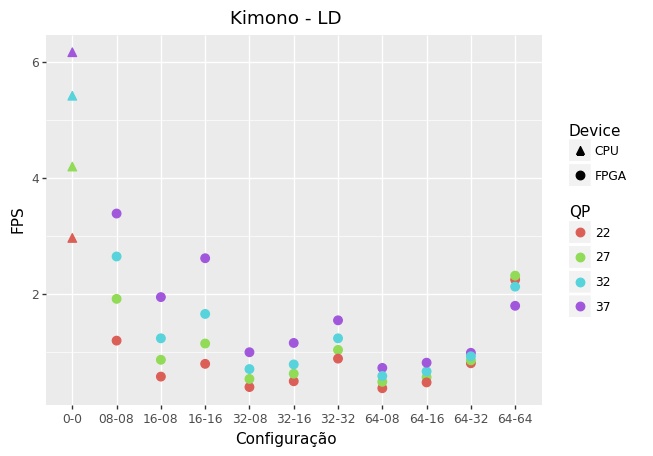 Kimono - LD
FPS
6
4
2
0-0 08-08 16-08 16-16 32-08 32-16 32-32 64-08 64-16 64-32 64-64
Configuração
Device
CPU
FPGA
QP
22
27
32
37